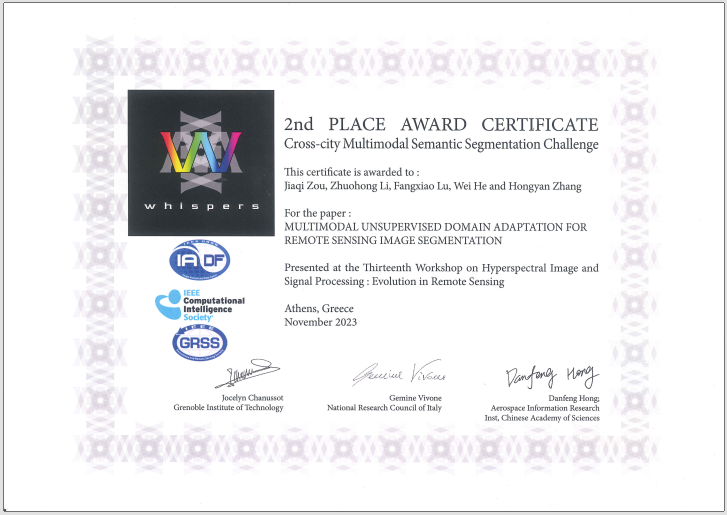 2nd PLACE AWARD CERTIFICATE
Cross-city Multimodal Semantic Segmentation Challenge
This certificate is awarded to :
Jiaqi Zou, Zhuohong Li, Fangxiao Lu, Wei He and Hongyan Zhang
For the paper :
MULTIMODAL UNSUPERVISED DOMAIN ADAPTATION FOR
REMOTE SENSING IMAGE SEGMENTATION
Presented at the Thirteenth Workshop on Hyperspectral Image and
Signal Processing : Evolution in Remote Sensing
Athens, Greece
November 2023
W
whispers
IADF
IEEE
Computational
Intelligence
Society
IEEE
GRSS
Gemine Vivone
Danfeng Hong
Jocelyn Chanussot
Grenoble Institute of Technology
Gemine Vivone
National Research Council of Italy
Danfeng Hong;
Aerospace Information Research
Inst, Chinese Academy of Sciences